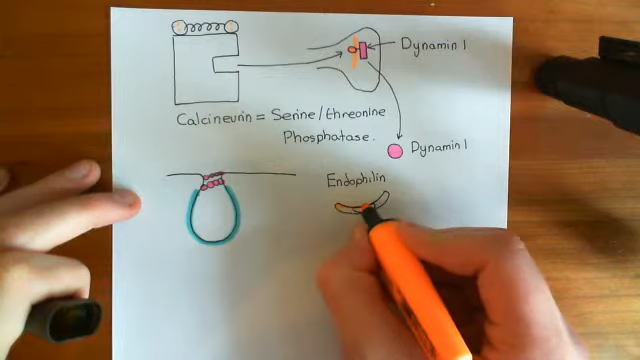 Dynamin 1
Calcineurin = Serine/threonine
Phosphatase.
Dynamin 1
Endophilin